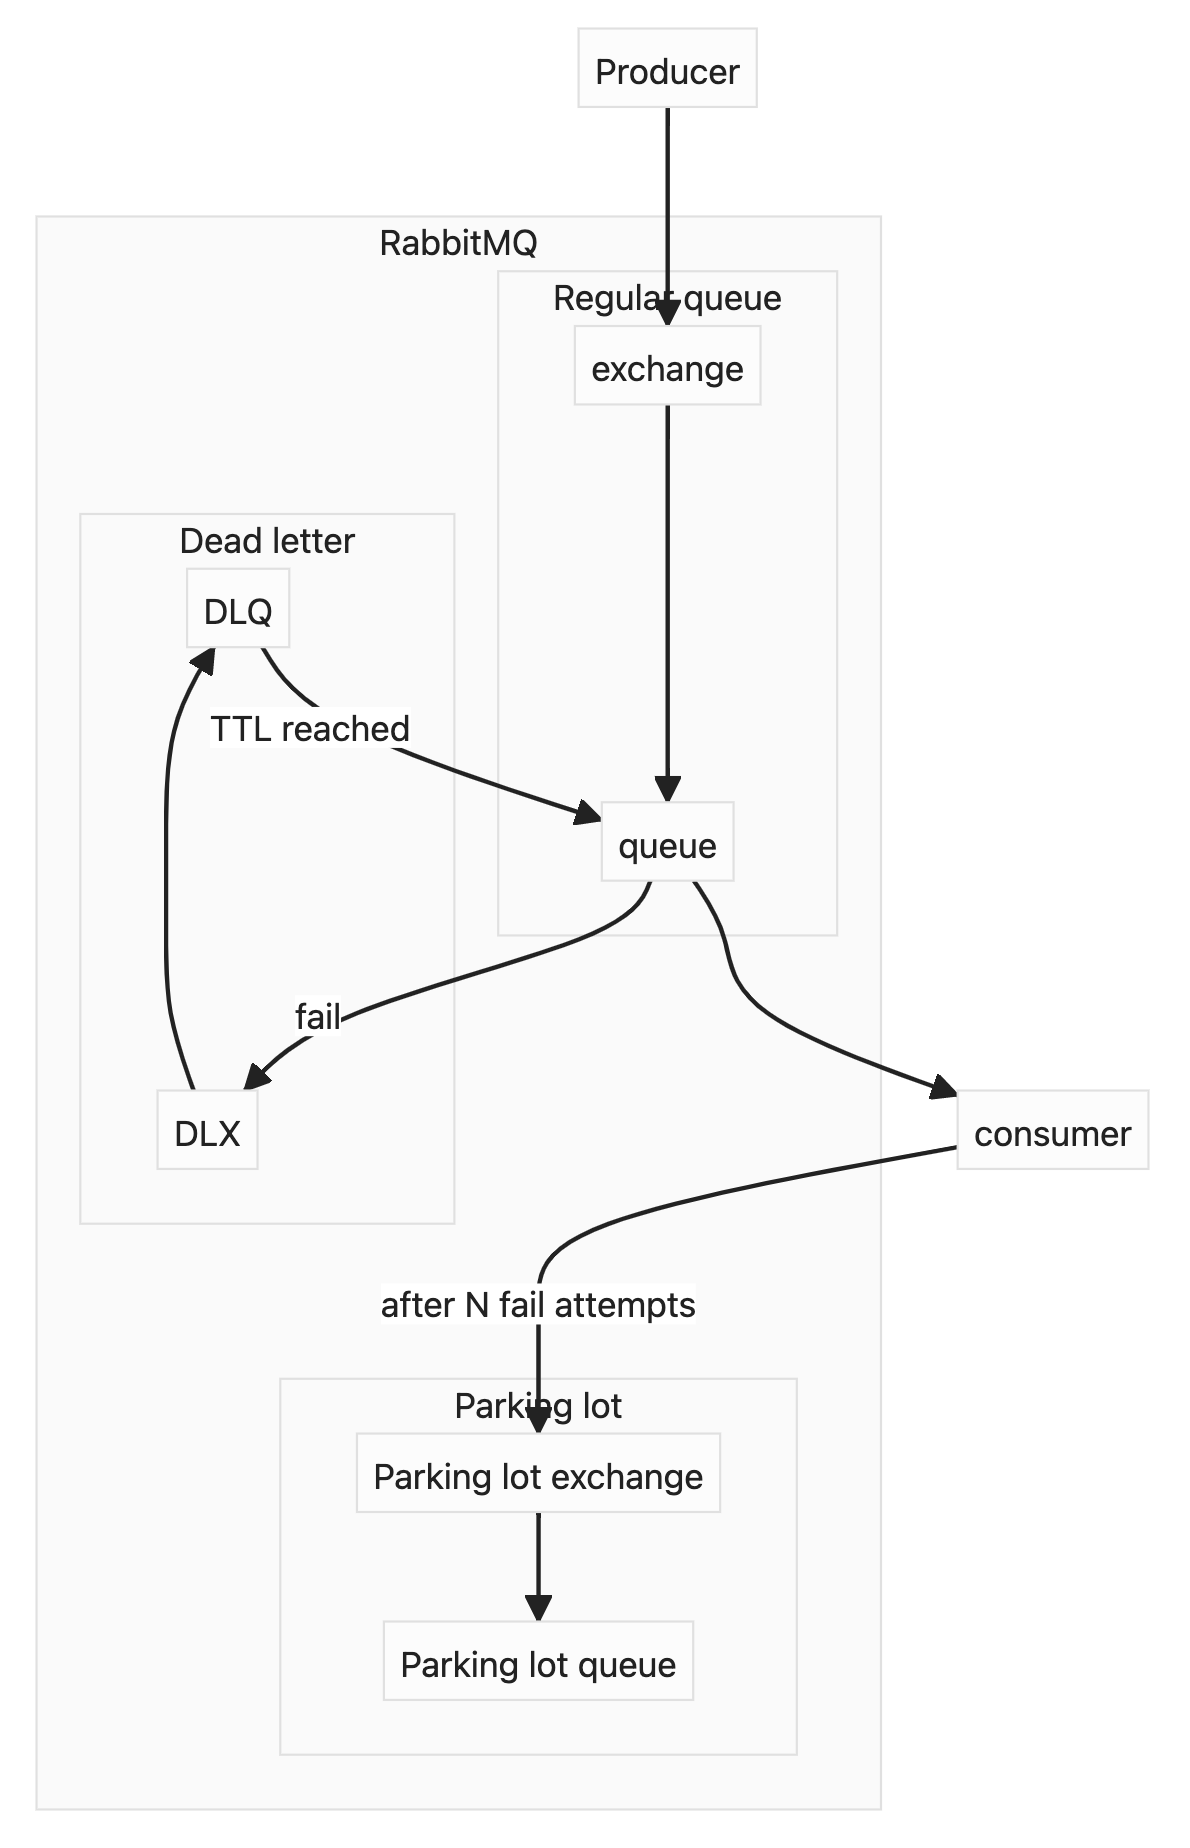 Producer
RabbitMQ
Regular queue
exchange
Dead letter
DLQ
TTL reached
queue
fail
DLX
consumer
after N fail attempts
Parking lot
Parking lot exchange
Parking lot queue